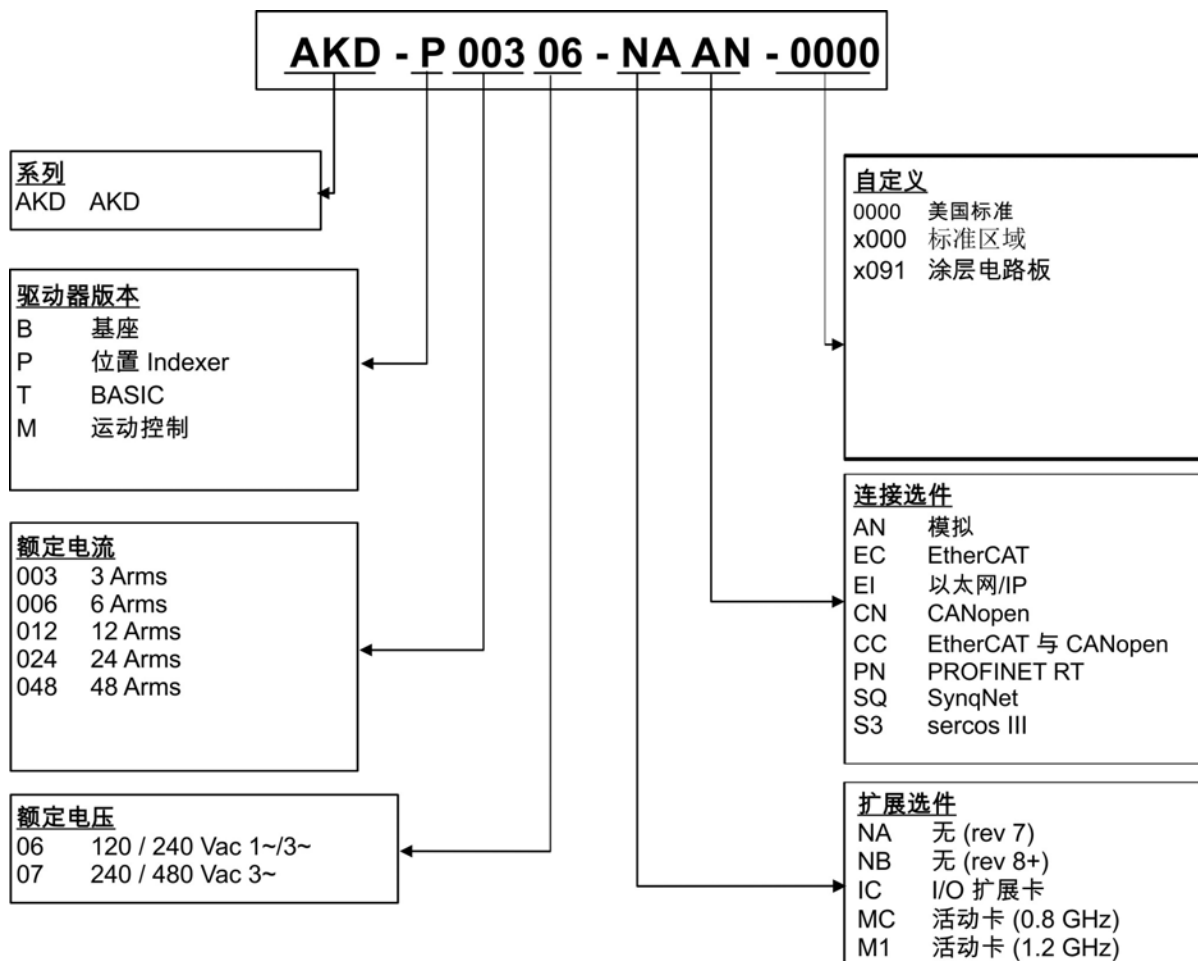 AKD - P 003 06 - NA AN - 0000
系列
AKD AKD
驱动器版本
B 基座
P 位置 Indexer
T BASIC
M 运动控制
额定电流
003 3 Arms
006 6 Arms
012 12 Arms
024 24 Arms
048 48 Arms
额定电压
06 120 / 240 Vac 1~/3~
07 240 / 480 Vac 3~
自定义
0000 美国标准
x000 标准区域
x091 涂层电路板
连接选件
AN 模拟
EC EtherCAT
EI 以太网/IP
CN CANopen
CC EtherCAT 与 CANopen
PN PROFINET RT
SQ SynqNet
S3 sercos III
扩展选件
NA 无 (rev 7)
NB 无 (rev 8+)
IC I/O 扩展卡
MC 活动卡 (0.8 GHz)
M1 活动卡 (1.2 GHz)